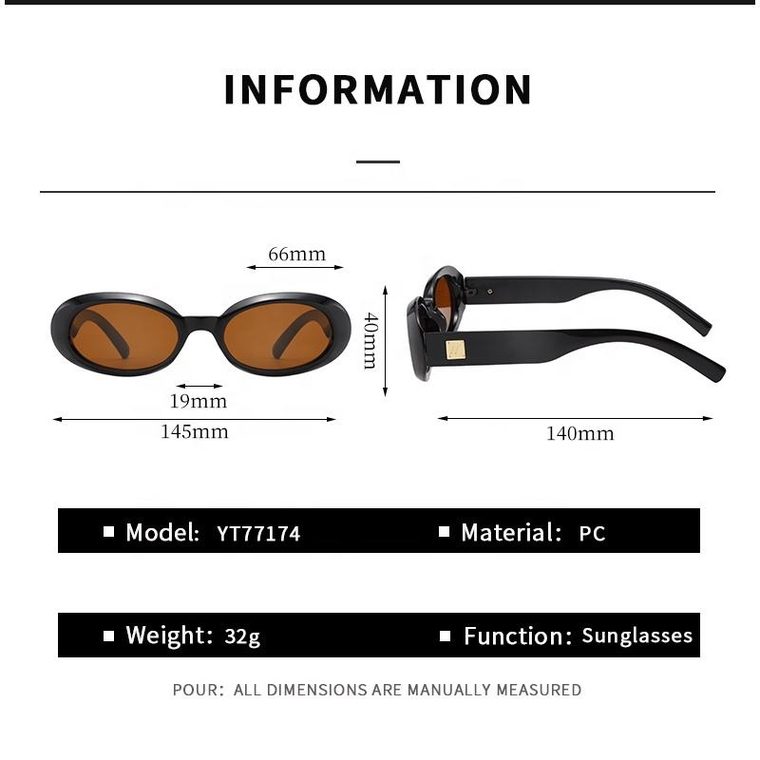 INFORMATION
66mm
40mm
19mm
145mm
140mm
Model: YT77174
Material: PC
Weight: 32g
Function: Sunglasses
POUR: ALL DIMENSIONS ARE MANUALLY MEASURED